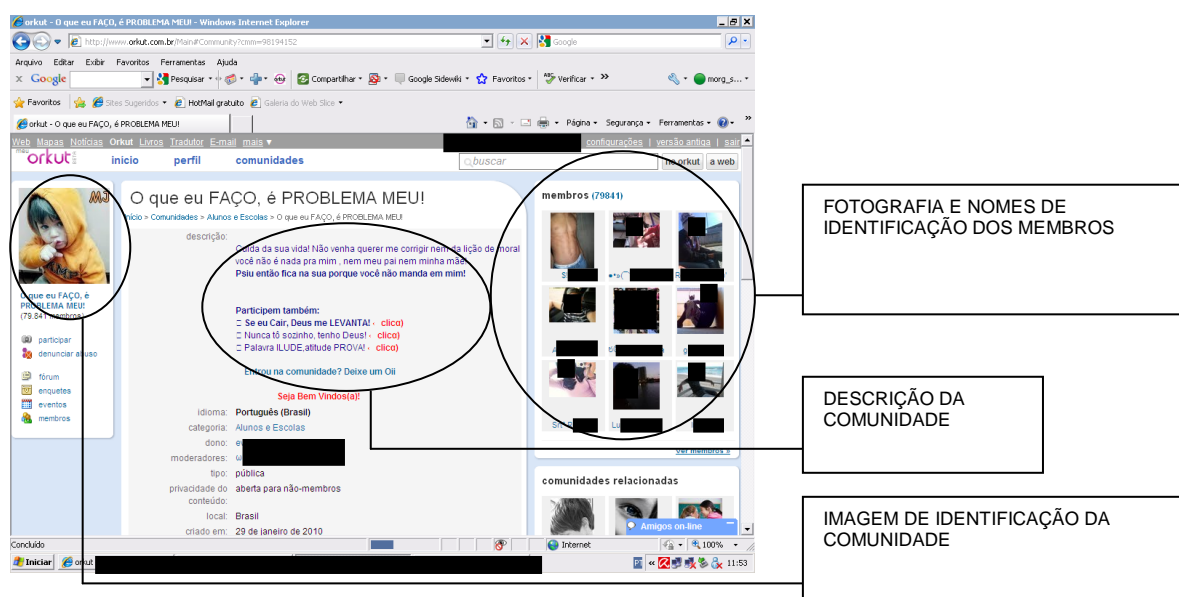 orkut - O que eu FAÇO, é PROBLEMA MEU! - Windows Internet Explorer
http://www.orkut.com.br/Main#Community?cmm=98194152
Google
Arquivo Editar Exibir Favoritos Ferramentas Ajuda
x Google Pesquisar Compartilhar Google Sidewiki Favoritos Verificar morg_s...
Favoritos Sites Sugeridos HotMail gratuito Galeria do Web Slice
orkut - O que eu FAÇO, é PROBLEMA MEU!
Página Segurança Ferramentas
Web Mapas Notícias Orkut Livros Tradutor E-mail mais
configurações | versão antiga | sair
meu
orkut início perfil comunidades buscar no orkut a web
MJ
O que eu FAÇO, é
PROBLEMA MEU!
(79.841 membros)
participar
denunciar abuso
fórum
enquetes
eventos
membros
O que eu FAÇO, é PROBLEMA MEU!
Início > Comunidades > Alunos e Escolas > O que eu FAÇO, é PROBLEMA MEU!
descrição:
Cuida da sua vida! Não venha querer me corrigir nem da lição de moral
você não é nada pra mim , nem meu pai nem minha mãe!
Psiu então fica na sua porque você não manda em mim!
Participem também:
□ Se eu Cair, Deus me LEVANTA! · clica)
□ Nunca tô sozinho, tenho Deus! · clica)
□ Palavra ILUDE,atitude PROVA! · clica)
Entrou na comunidade? Deixe um Oii
Seja Bem Vindos(a)!
idioma: Português (Brasil)
categoria: Alunos e Escolas
dono:
moderadores:
tipo: pública
privacidade do conteúdo: aberta para não-membros
local: Brasil
criado em: 29 de janeiro de 2010
membros (79841)
ver membros »
comunidades relacionadas
Amigos on-line
Concluído
Internet
100%
Iniciar
orkut
PT
11:53
FOTOGRAFIA E NOMES DE
IDENTIFICAÇÃO DOS MEMBROS
DESCRIÇÃO DA
COMUNIDADE
IMAGEM DE IDENTIFICAÇÃO DA
COMUNIDADE